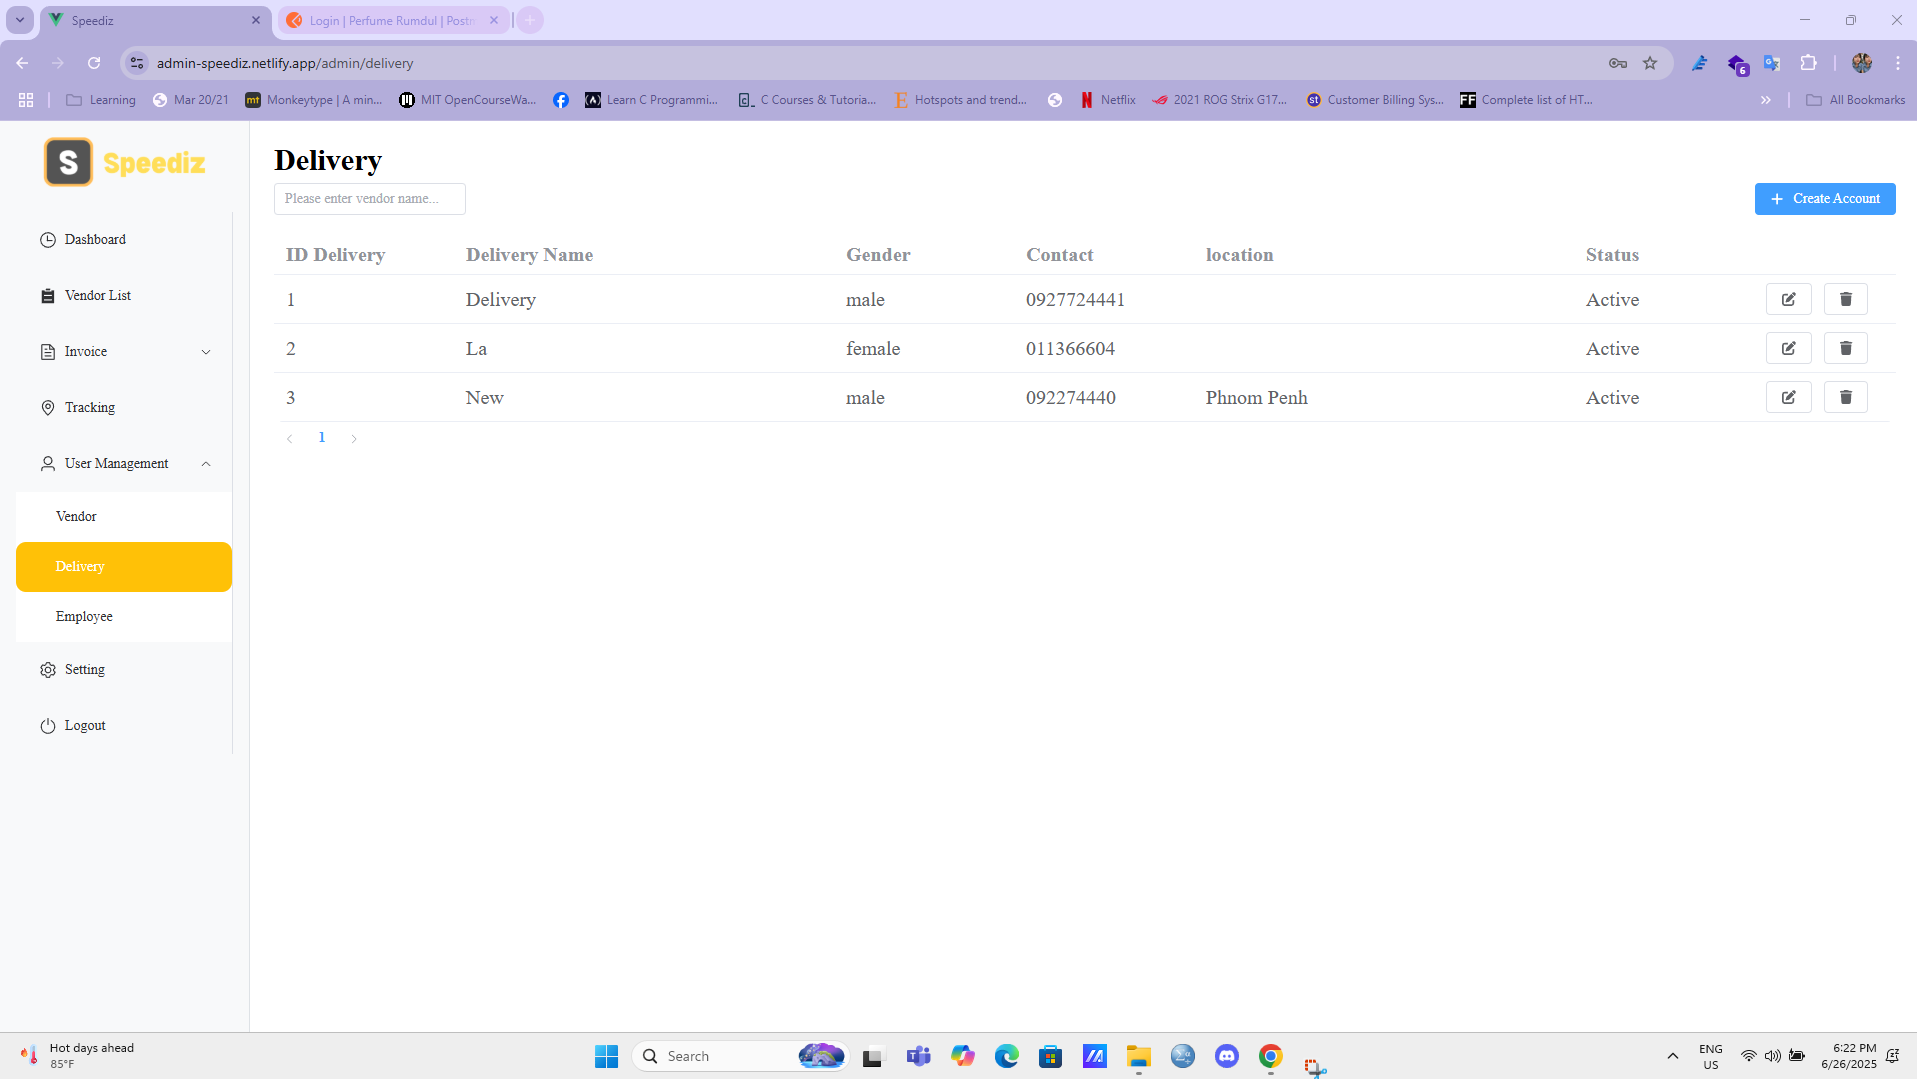 Speediz
Login | Perfume Rumdul | Postm
admin-speediz.netlify.app/admin/delivery
6
Learning
Mar 20/21
mt Monkeytype | A min...
MIT OpenCourseWa...
Learn C Programmi...
C Courses & Tutoria...
Hotspots and trend...
Netflix
2021 ROG Strix G17...
Customer Billing Sys...
Complete list of HT...
All Bookmarks
S Speediz
Dashboard
Vendor List
Invoice
Tracking
User Management
Vendor
Delivery
Employee
Setting
Logout
Delivery
Please enter vendor name...
Create Account
ID Delivery Delivery Name Gender Contact location Status
1 Delivery male 0927724441 Active
2 La female 011366604 Active
3 New male 092274440 Phnom Penh Active
1
Hot days ahead
85°F
Search
ENG
US
6:22 PM
6/26/2025